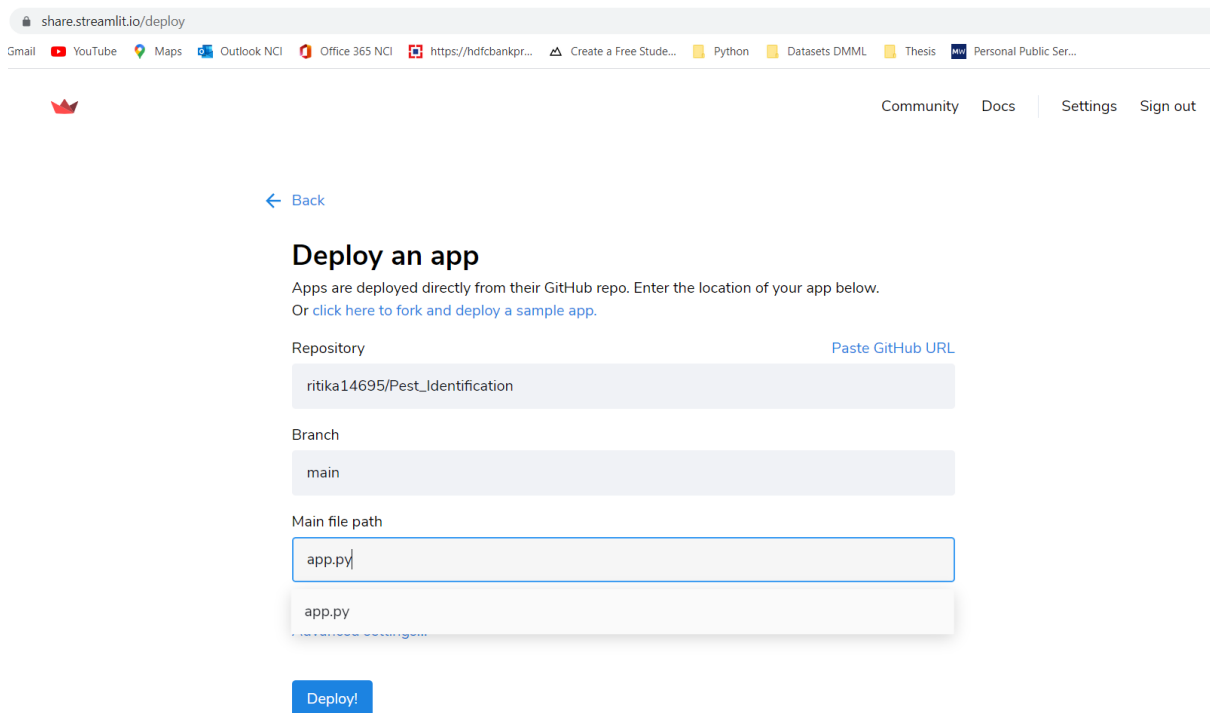 share.streamlit.io/deploy
Gmail YouTube Maps Outlook NCI Office 365 NCI https://hdfcbankpr... Create a Free Stude... Python Datasets DMML Thesis MW Personal Public Ser...
Community Docs Settings Sign out
Back
Deploy an app
Apps are deployed directly from their GitHub repo. Enter the location of your app below.
Or click here to fork and deploy a sample app.
Repository Paste GitHub URL
ritika14695/Pest_Identification
Branch
main
Main file path
app.py
app.py
Advanced settings...
Deploy!